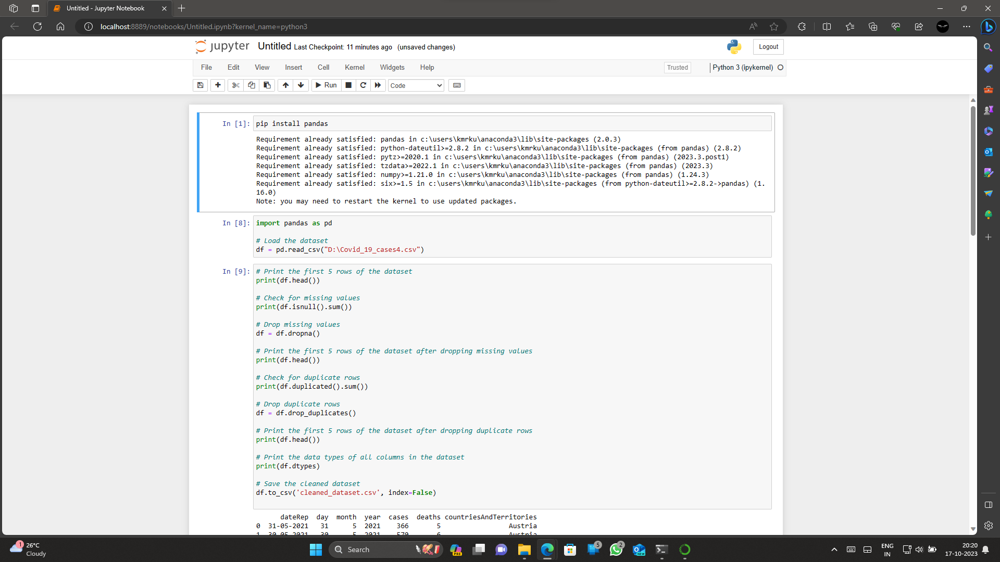 Untitled - Jupyter Notebook
localhost:8889/notebooks/Untitled.ipynb?kernel_name=python3
jupyter Untitled Last Checkpoint: 11 minutes ago (unsaved changes)
Logout
File Edit View Insert Cell Kernel Widgets Help
Trusted Python 3 (ipykernel)
Run Code
In [1]: pip install pandas
Requirement already satisfied: pandas in c:\users\kmrku\anaconda3\lib\site-packages (2.0.3)
Requirement already satisfied: python-dateutil>=2.8.2 in c:\users\kmrku\anaconda3\lib\site-packages (from pandas) (2.8.2)
Requirement already satisfied: pytz>=2020.1 in c:\users\kmrku\anaconda3\lib\site-packages (from pandas) (2023.3.post1)
Requirement already satisfied: tzdata>=2022.1 in c:\users\kmrku\anaconda3\lib\site-packages (from pandas) (2023.3)
Requirement already satisfied: numpy>=1.21.0 in c:\users\kmrku\anaconda3\lib\site-packages (from pandas) (1.24.3)
Requirement already satisfied: six>=1.5 in c:\users\kmrku\anaconda3\lib\site-packages (from python-dateutil>=2.8.2->pandas) (1.
16.0)
Note: you may need to restart the kernel to use updated packages.
In [8]: import pandas as pd
# Load the dataset
df = pd.read_csv("D:\Covid_19_cases4.csv")
In [9]: # Print the first 5 rows of the dataset
print(df.head())
# Check for missing values
print(df.isnull().sum())
# Drop missing values
df = df.dropna()
# Print the first 5 rows of the dataset after dropping missing values
print(df.head())
# Check for duplicate rows
print(df.duplicated().sum())
# Drop duplicate rows
df = df.drop_duplicates()
# Print the first 5 rows of the dataset after dropping duplicate rows
print(df.head())
# Print the data types of all columns in the dataset
print(df.dtypes)
# Save the cleaned dataset
df.to_csv('cleaned_dataset.csv', index=False)
dateRep day month year cases deaths countriesAndTerritories
0 31-05-2021 31 5 2021 366 5 Austria
1 30-05-2021 30 5 2021 570 6 Austria
1
26°C
Cloudy
Search
PRE
5
2
NEW
ENG
IN
20:20
17-10-2023